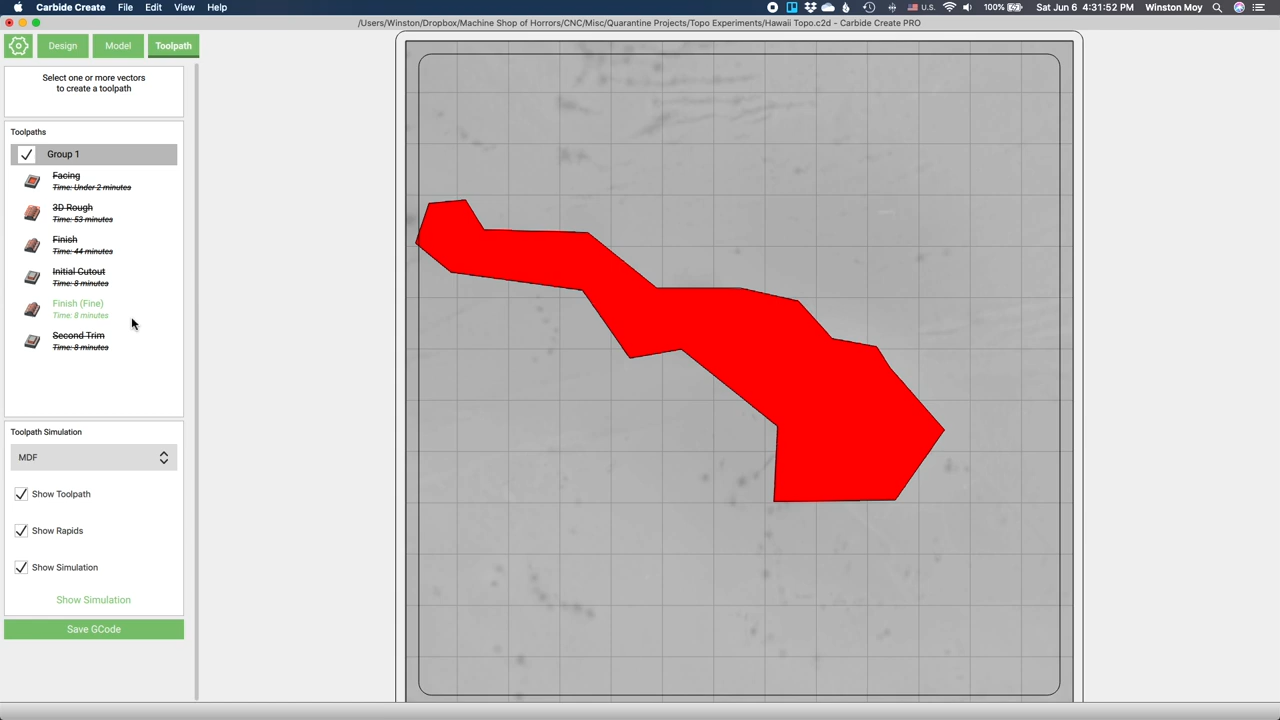 Carbide Create File Edit View Help
U.S. 100% Sat Jun 6 4:31:52 PM Winston Moy
/Users/Winston/Dropbox/Machine Shop of Horrors/CNC/Misc/Quarantine Projects/Topo Experiments/Hawaii Topo.c2d - Carbide Create PRO
Design Model Toolpath
Select one or more vectors
to create a toolpath
Toolpaths
Group 1
Facing
Time: Under 2 minutes
3D Rough
Time: 53 minutes
Finish
Time: 44 minutes
Initial Cutout
Time: 8 minutes
Finish (Fine)
Time: 8 minutes
Second Trim
Time: 8 minutes
Toolpath Simulation
MDF
Show Toolpath
Show Rapids
Show Simulation
Show Simulation
Save GCode